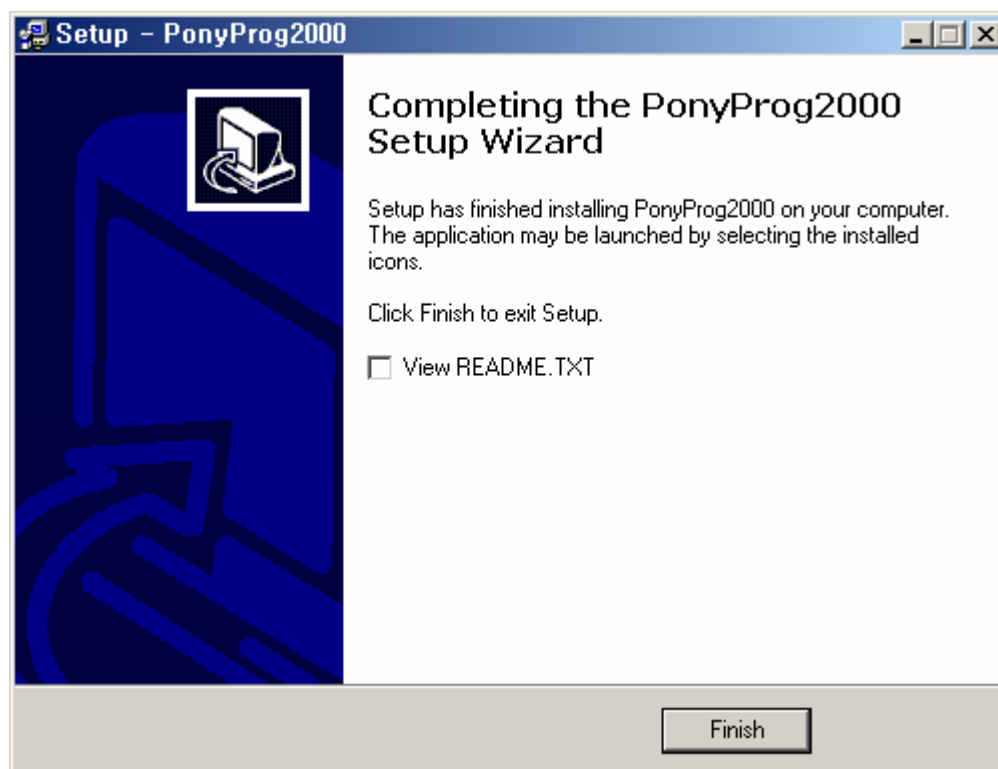 Setup - PonyProg2000
Completing the PonyProg2000
Setup Wizard
Setup has finished installing PonyProg2000 on your computer.
The application may be launched by selecting the installed
icons.
Click Finish to exit Setup.
View README.TXT
Finish